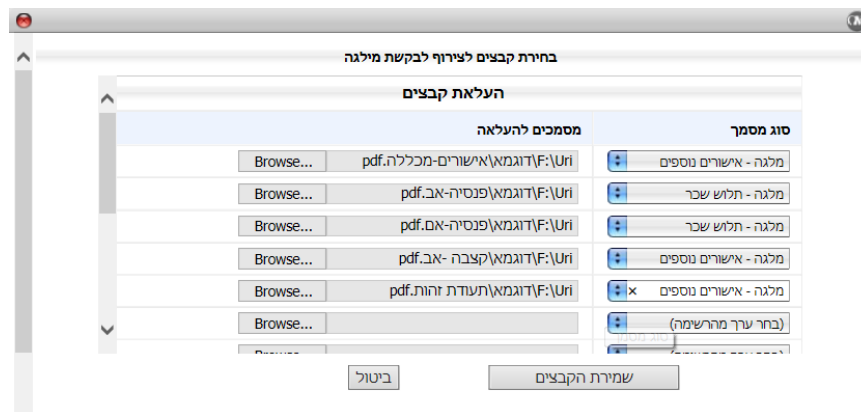 בחירת קבצים לצירוף לבקשת מילגה
העלאת קבצים
סוג מסמך מסמכים להעלאה
מלגה - אישורים נוספים F:\Uri\דוגמא\אישורים-מכללה.pdf Browse...
מלגה - תלוש שכר F:\Uri\דוגמא\פנסיה-אב.pdf Browse...
מלגה - תלוש שכר F:\Uri\דוגמא\פנסיה-אם.pdf Browse...
מלגה - אישורים נוספים F:\Uri\דוגמא\קצבה -אב.pdf Browse...
מלגה - אישורים נוספים × F:\Uri\דוגמא\תעודת זהות.pdf Browse...
(בחר ערך מהרשימה) Browse...
סוג מסמך
שמירת הקבצים ביטול